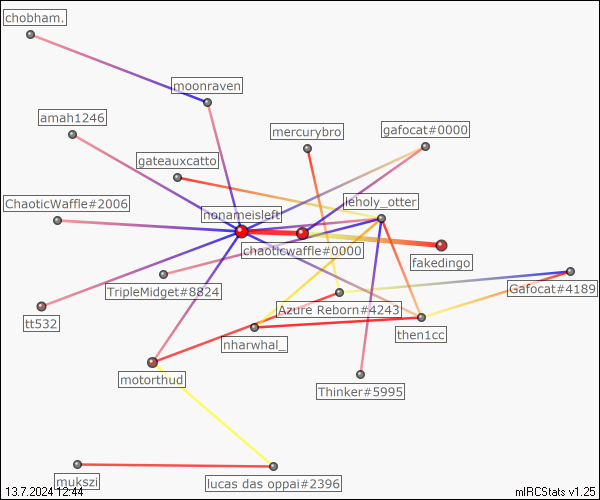 chobham.
moonraven
amah1246
mercurybro
gafocat#0000
gateauxcatto
ChaoticWaffle#2006
nonameisleft
leholy_otter
chaoticwaffle#0000
fakedingo
TripleMidget#8824
Gafocat#4189
Azure Reborn#4243
tt532
then1cc
nharwhal_
motorthud
Thinker#5995
mukszi
lucas das oppai#2396
13.7.2024 12:44
mIRCStats v1.25